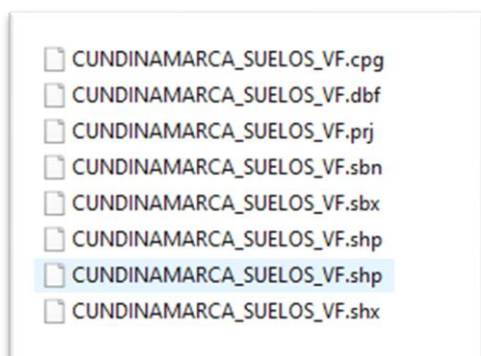 CUNDINAMARCA_SUELOS_VF.cpg
CUNDINAMARCA_SUELOS_VF.dbf
CUNDINAMARCA_SUELOS_VF.prj
CUNDINAMARCA_SUELOS_VF.sbn
CUNDINAMARCA_SUELOS_VF.sbx
CUNDINAMARCA_SUELOS_VF.shp
CUNDINAMARCA_SUELOS_VF.shp
CUNDINAMARCA_SUELOS_VF.shx